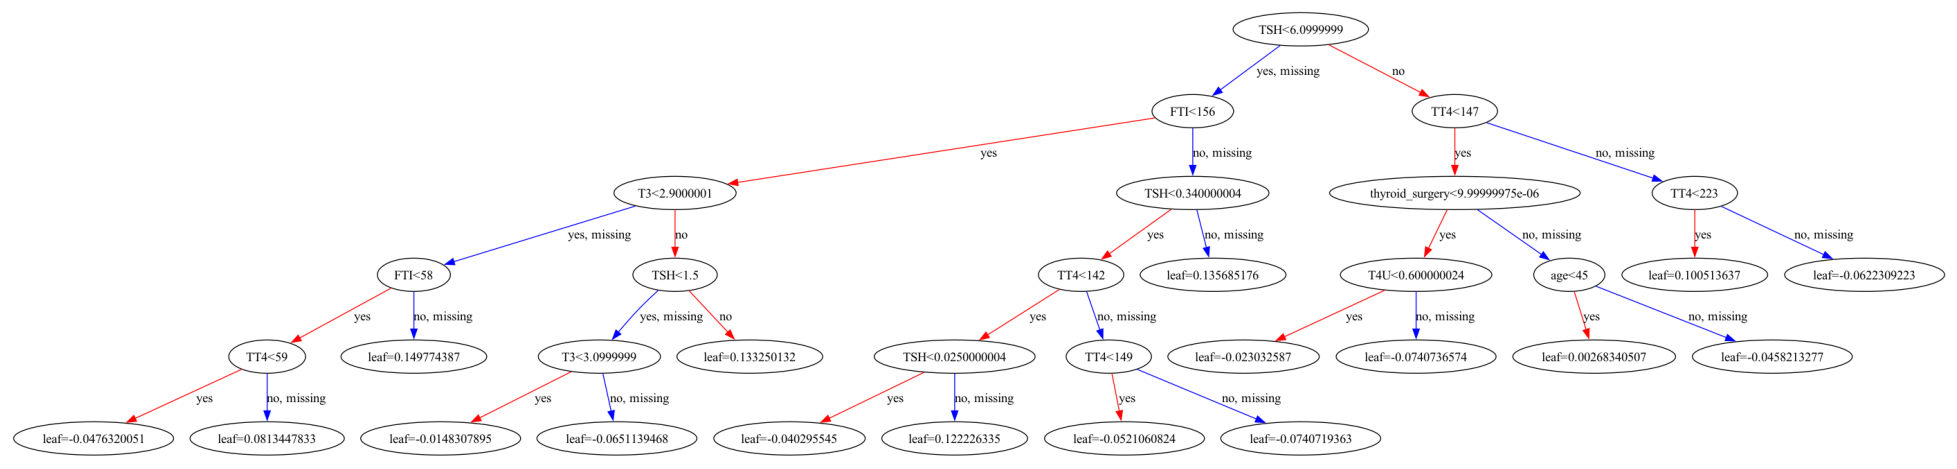 TSH<6.0999999
yes, missing
no
FTI<156
TT4<147
yes
no, missing
yes
no, missing
T3<2.9000001
TSH<0.340000004
thyroid_surgery<9.99999975e-06
TT4<223
yes, missing
no
yes
no, missing
yes
no, missing
yes
no, missing
FTI<58
TSH<1.5
TT4<142
leaf=0.135685176
T4U<0.600000024
age<45
leaf=0.100513637
leaf=-0.0622309223
yes
no, missing
yes, missing
no
yes
no, missing
yes
no, missing
yes
no, missing
TT4<59
leaf=0.149774387
T3<3.0999999
leaf=0.133250132
TSH<0.0250000004
TT4<149
leaf=-0.023032587
leaf=-0.0740736574
leaf=0.00268340507
leaf=-0.0458213277
yes
no, missing
yes
no, missing
yes
no, missing
yes
no, missing
leaf=-0.0476320051
leaf=0.0813447833
leaf=-0.0148307895
leaf=-0.0651139468
leaf=-0.040295545
leaf=0.122226335
leaf=-0.0521060824
leaf=-0.0740719363